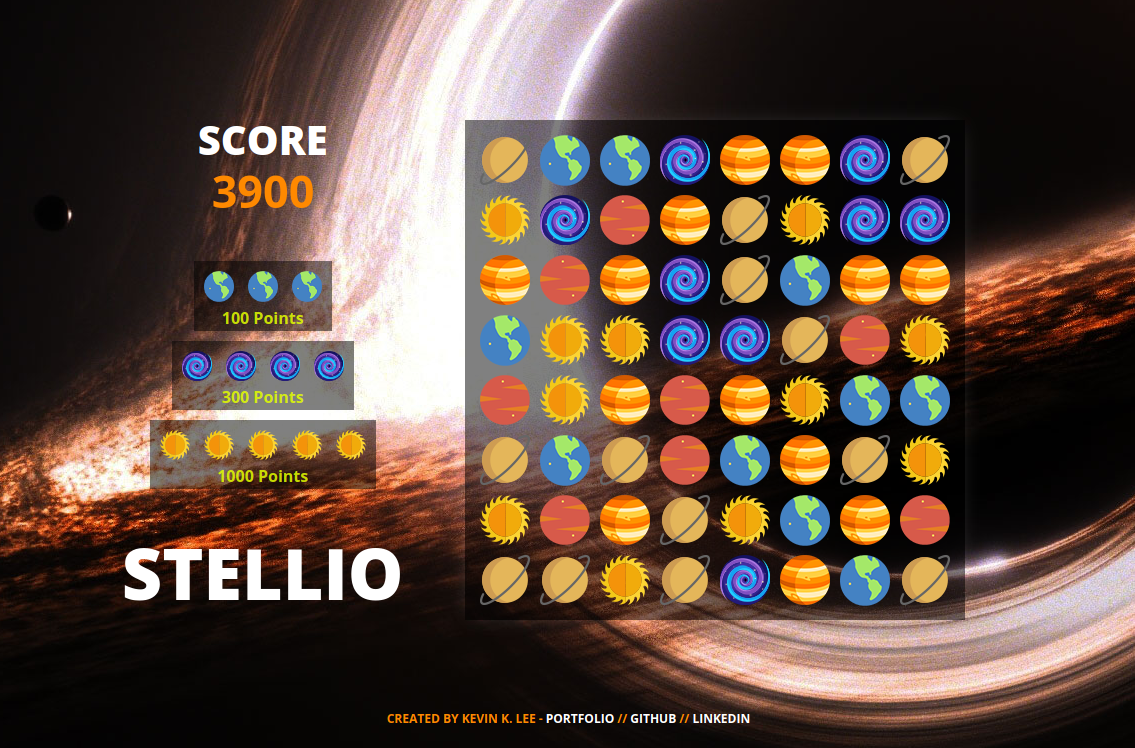 SCORE
3900
100 Points
300 Points
1000 Points
STELLIO
CREATED BY KEVIN K. LEE - PORTFOLIO // GITHUB // LINKEDIN